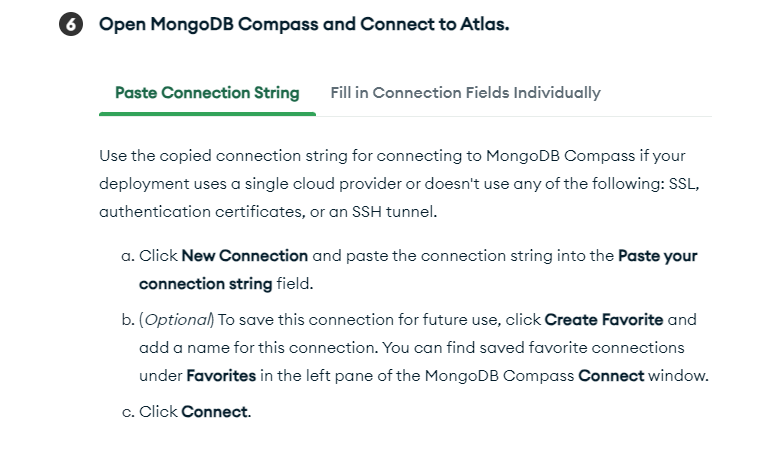 6 Open MongoDB Compass and Connect to Atlas.
Paste Connection String Fill in Connection Fields Individually
Use the copied connection string for connecting to MongoDB Compass if your
deployment uses a single cloud provider or doesn't use any of the following: SSL,
authentication certificates, or an SSH tunnel.
a. Click New Connection and paste the connection string into the Paste your
connection string field.
b. (Optional) To save this connection for future use, click Create Favorite and
add a name for this connection. You can find saved favorite connections
under Favorites in the left pane of the MongoDB Compass Connect window.
c. Click Connect.